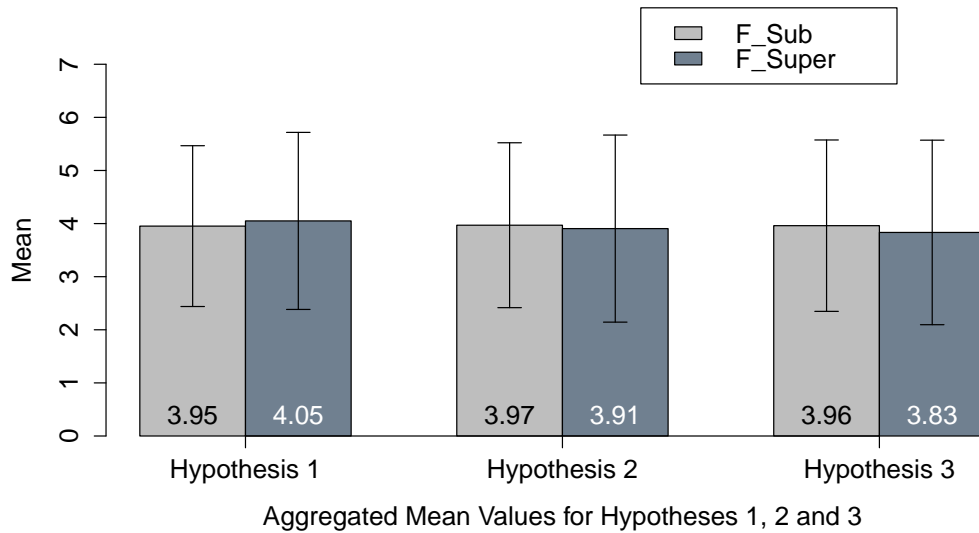 F_Sub
F_Super
7
6
5
4
3
2
1
0
Mean
3.95
4.05
3.97
3.91
3.96
3.83
Hypothesis 1
Hypothesis 2
Hypothesis 3
Aggregated Mean Values for Hypotheses 1, 2 and 3